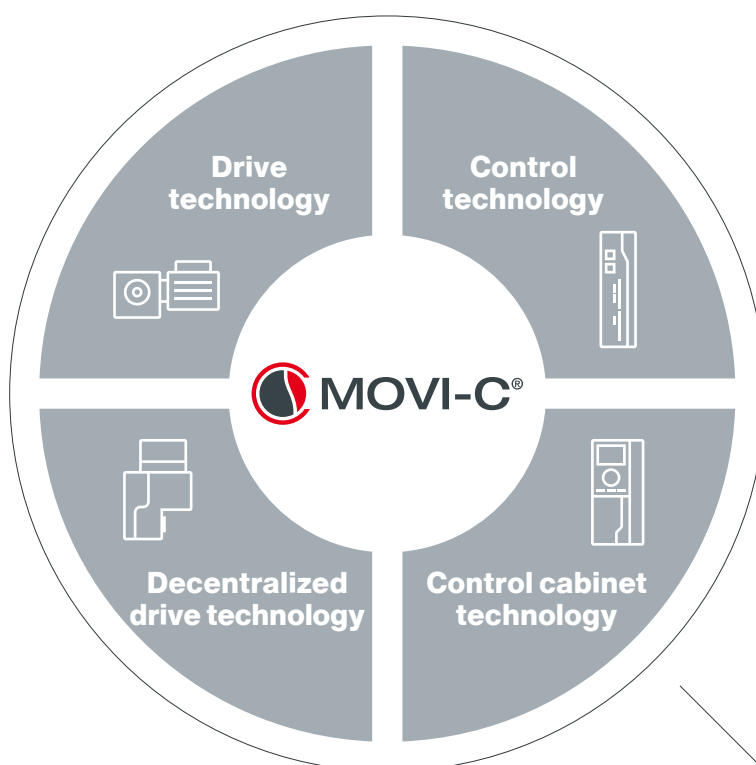 Drive
technology
Control
technology
MOVI-C®
Decentralized
drive technology
Control cabinet
technology